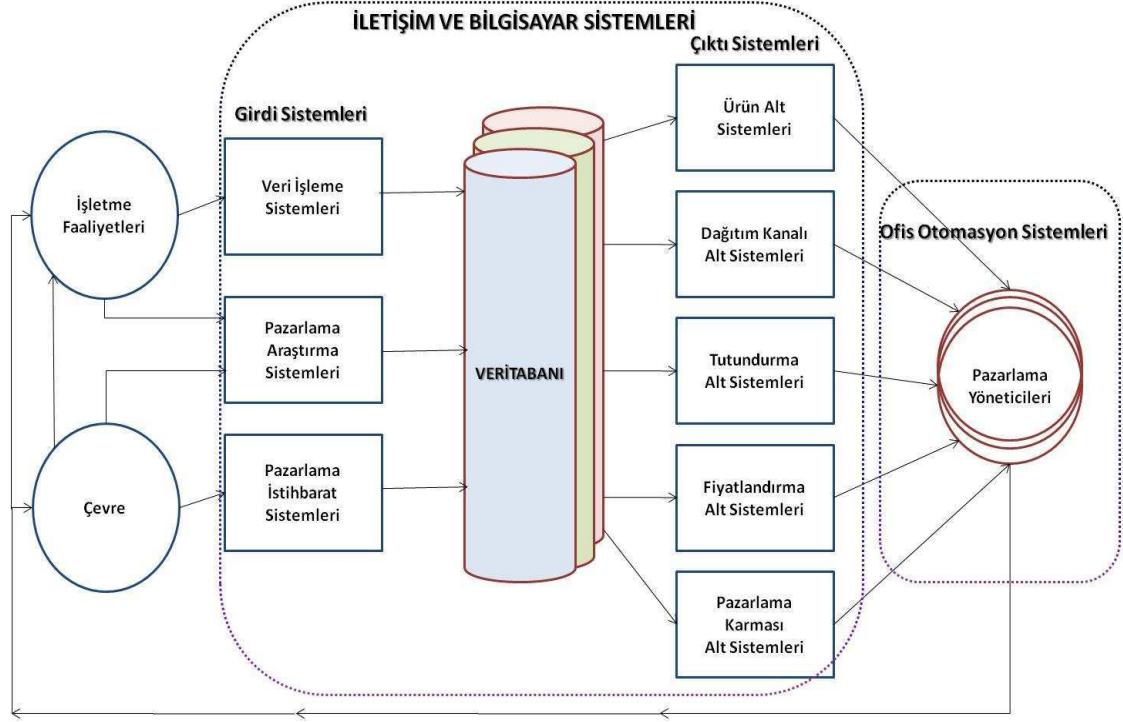 İLETİŞİM VE BİLGİSAYAR SİSTEMLERİ
Girdi Sistemleri
Çıktı Sistemleri
Ofis Otomasyon Sistemleri
İşletme
Faaliyetleri
Çevre
Veri İşleme
Sistemleri
Pazarlama
Araştırma
Sistemleri
Pazarlama
İstihbarat
Sistemleri
VERİTABANI
Ürün Alt
Sistemleri
Dağıtım Kanalı
Alt Sistemleri
Tutundurma
Alt Sistemleri
Fiyatlandırma
Alt Sistemleri
Pazarlama
Karması
Alt Sistemleri
Pazarlama
Yöneticileri